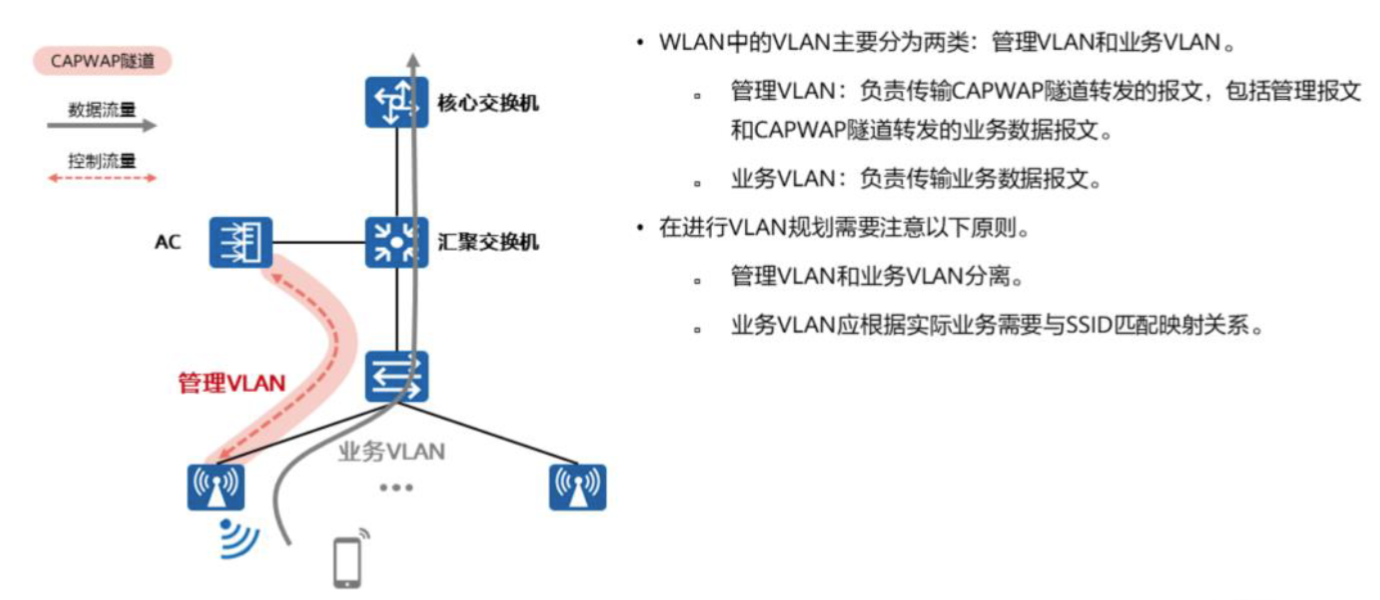 CAPWAP隧道
数据流量
控制流量
核心交换机
AC
汇聚交换机
管理VLAN
业务VLAN
•••
• WLAN中的VLAN主要分为两类：管理VLAN和业务VLAN。
▫ 管理VLAN：负责传输CAPWAP隧道转发的报文，包括管理报文
和CAPWAP隧道转发的业务数据报文。
▫ 业务VLAN：负责传输业务数据报文。
• 在进行VLAN规划需要注意以下原则。
▫ 管理VLAN和业务VLAN分离。
▫ 业务VLAN应根据实际业务需要与SSID匹配映射关系。